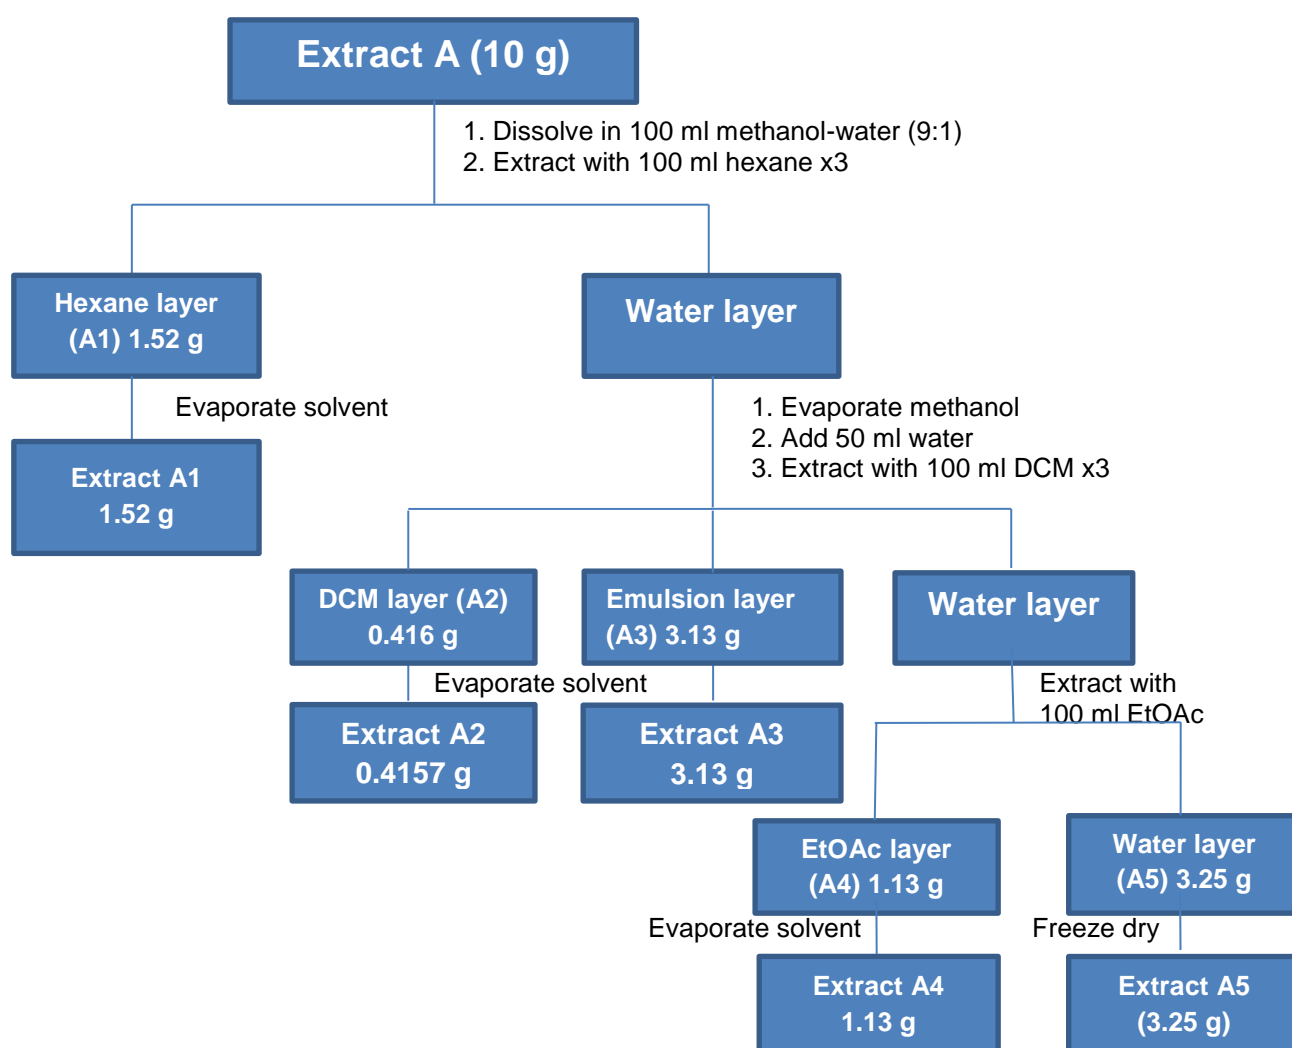 Extract A (10 g)
1. Dissolve in 100 ml methanol-water (9:1)
2. Extract with 100 ml hexane x3
Hexane layer
(A1) 1.52 g
Water layer
Evaporate solvent
1. Evaporate methanol
2. Add 50 ml water
3. Extract with 100 ml DCM x3
Extract A1
1.52 g
DCM layer (A2)
0.416 g
Emulsion layer
(A3) 3.13 g
Water layer
Evaporate solvent
Extract with
100 ml EtOAc
Extract A2
0.4157 g
Extract A3
3.13 g
EtOAc layer
(A4) 1.13 g
Water layer
(A5) 3.25 g
Evaporate solvent
Freeze dry
Extract A4
1.13 g
Extract A5
(3.25 g)